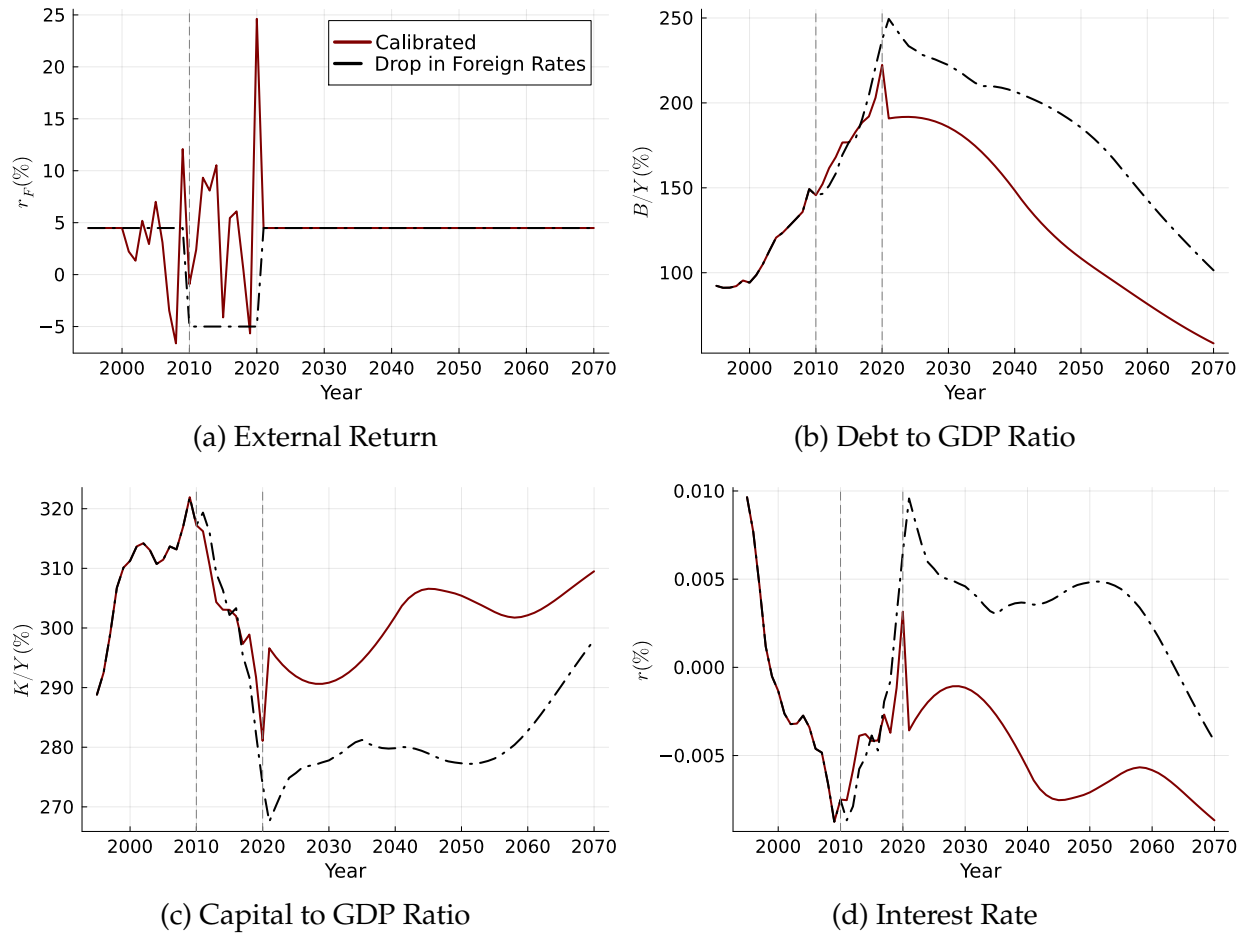 25
20
15
10
5
0
−5
r_F(%)
Calibrated
Drop in Foreign Rates
2000 2010 2020 2030 2040 2050 2060 2070
Year
(a) External Return
250
200
150
100
B/Y(%)
2000 2010 2020 2030 2040 2050 2060 2070
Year
(b) Debt to GDP Ratio
320
310
300
290
280
270
K/Y(%)
2000 2010 2020 2030 2040 2050 2060 2070
Year
(c) Capital to GDP Ratio
0.010
0.005
0.000
−0.005
r(%)
2000 2010 2020 2030 2040 2050 2060 2070
Year
(d) Interest Rate